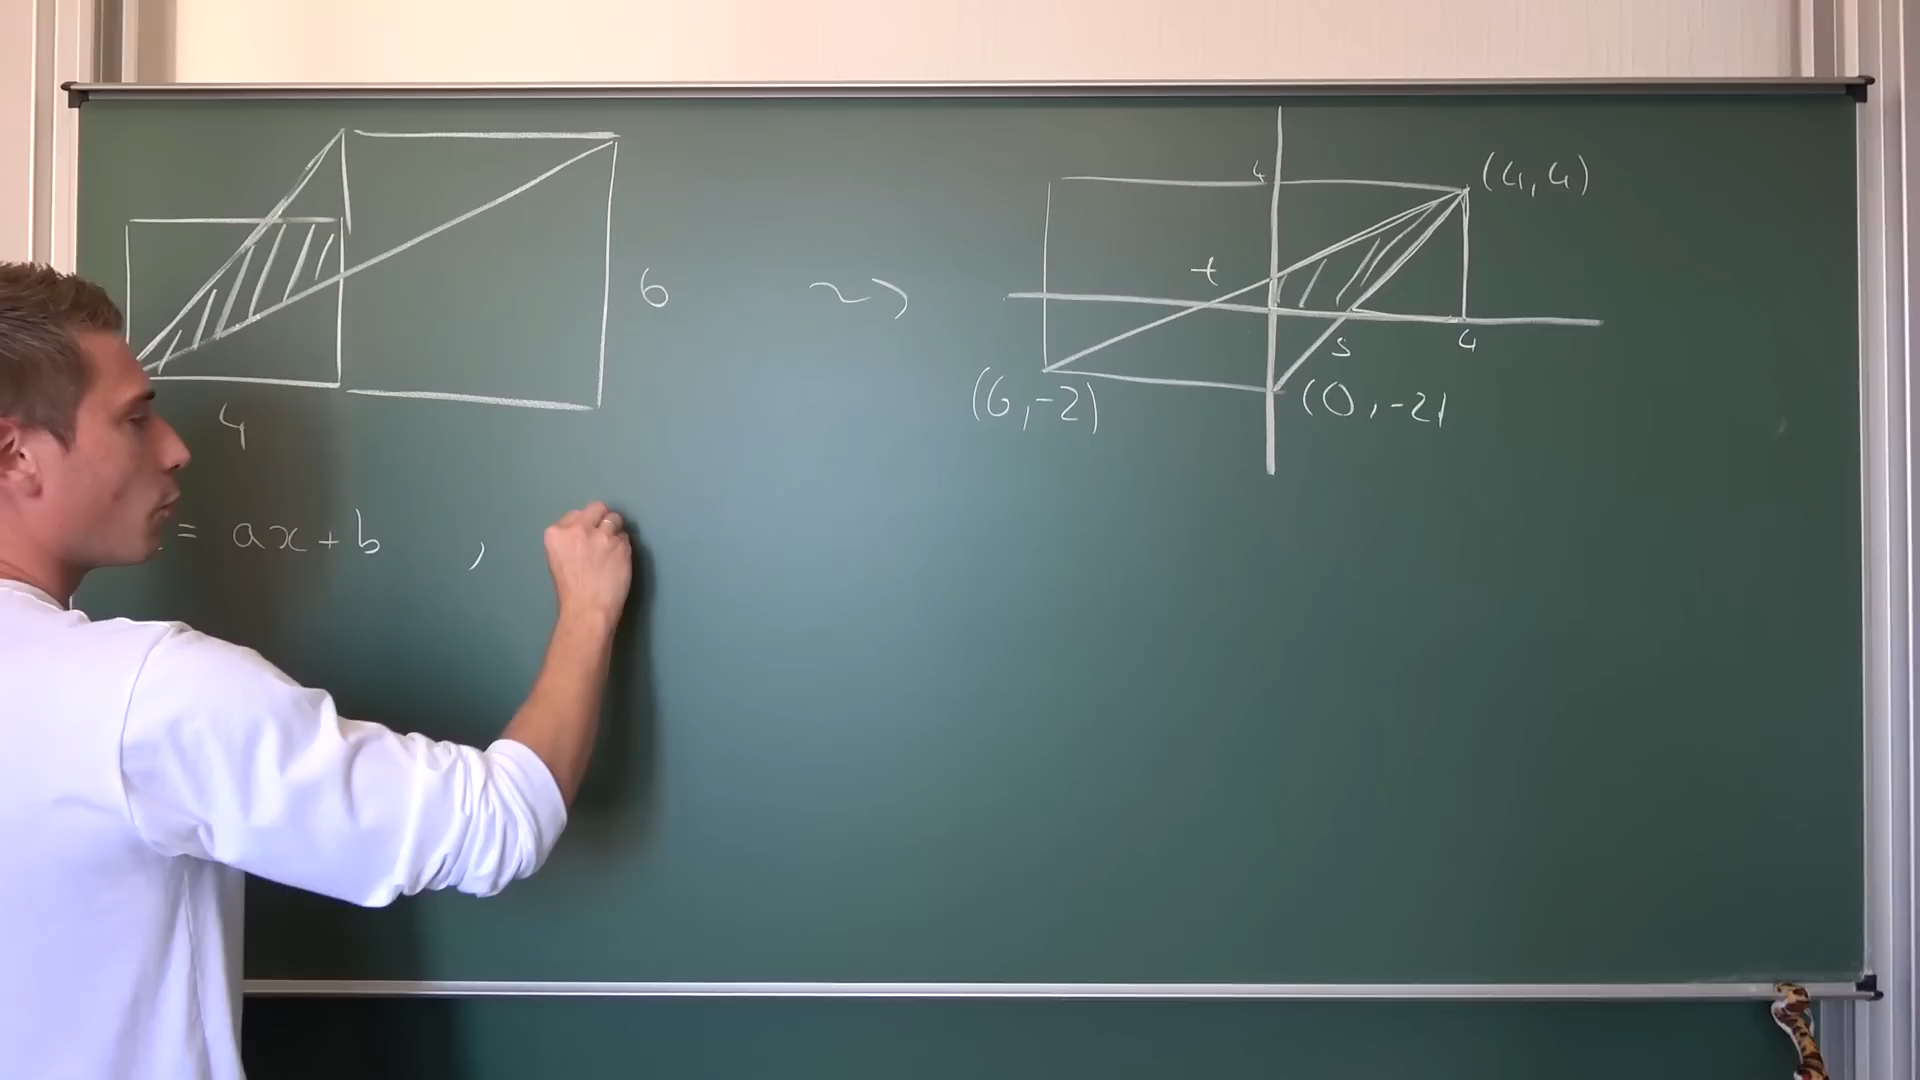 4
6
~>
4
(4,4)
t
s
4
(6,-2)
(0,-2)
= ax+b ,